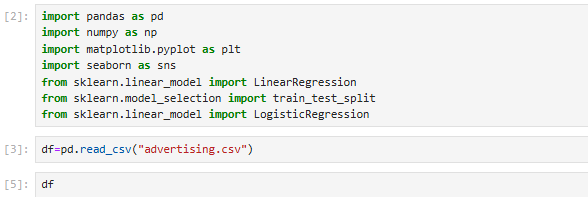 [2]: import pandas as pd
import numpy as np
import matplotlib.pyplot as plt
import seaborn as sns
from sklearn.linear_model import LinearRegression
from sklearn.model_selection import train_test_split
from sklearn.linear_model import LogisticRegression
[3]: df=pd.read_csv("advertising.csv")
[5]: df